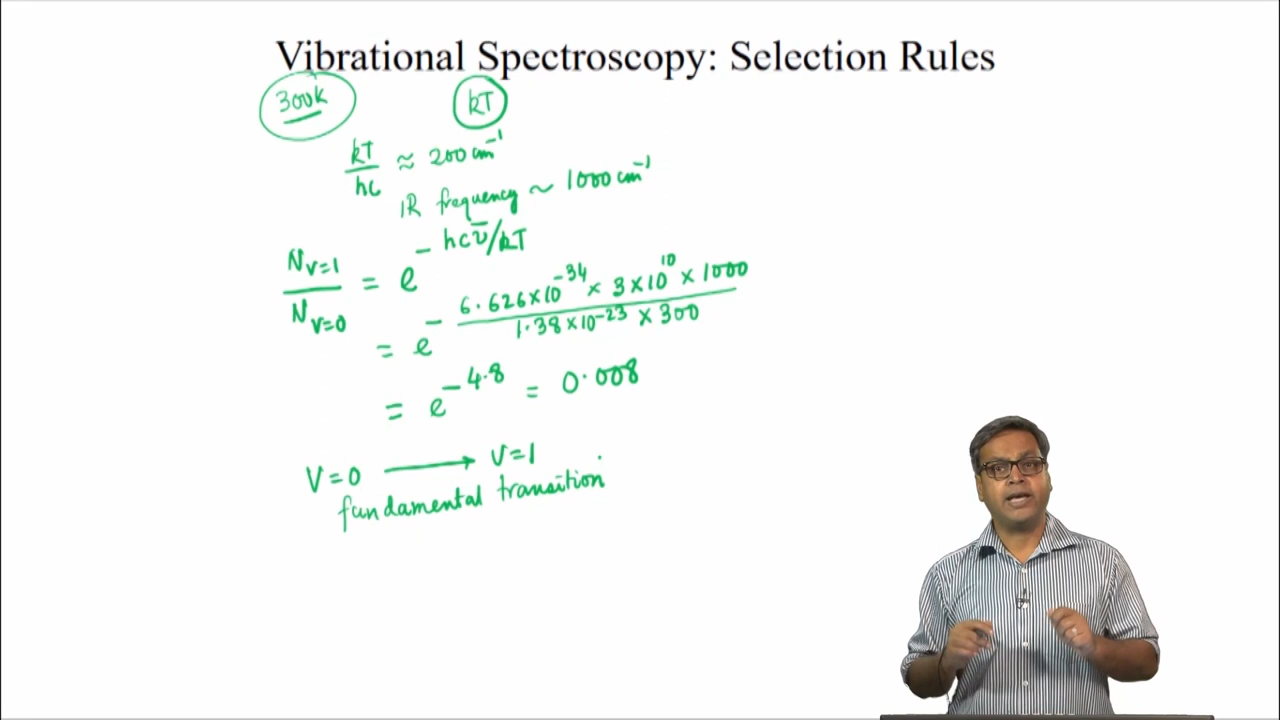 Vibrational Spectroscopy: Selection Rules
300K kT
kT/hc ≈ 200 cm⁻¹
IR frequency ~ 1000 cm⁻¹
N_{v=1}/N_{v=0} = e^{-hcν̄/kT}
= e^{-(6.626×10⁻³⁴ × 3×10¹⁰ × 1000)/(1.38×10⁻²³ × 300)}
= e^{-4.8} = 0.008
V=0 → V=1
fundamental transition